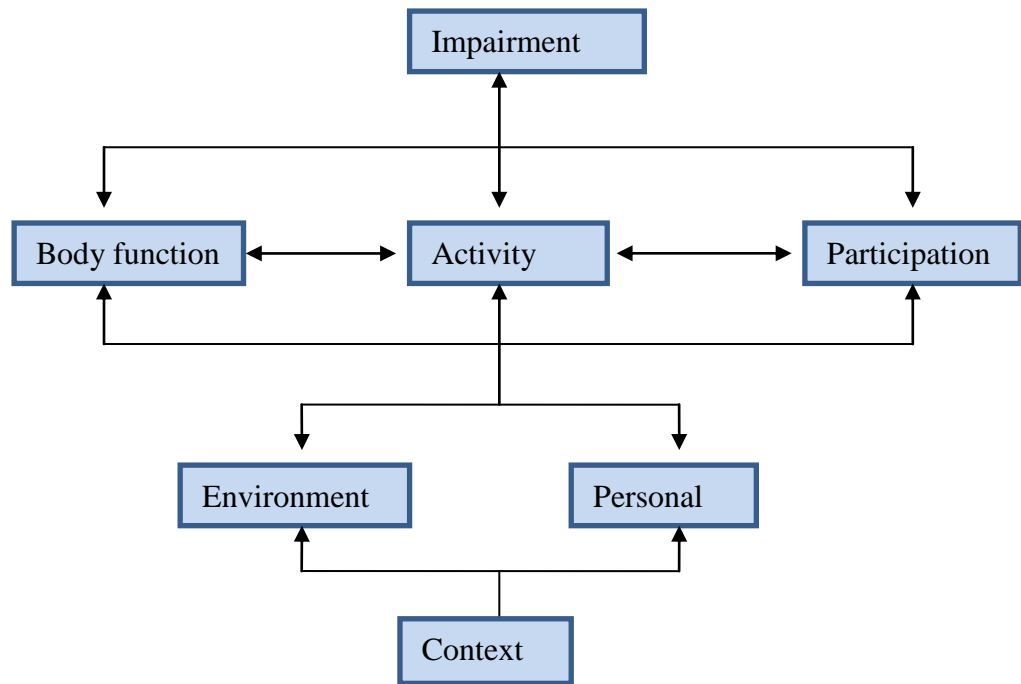 Impairment
Body function
Activity
Participation
Environment
Personal
Context